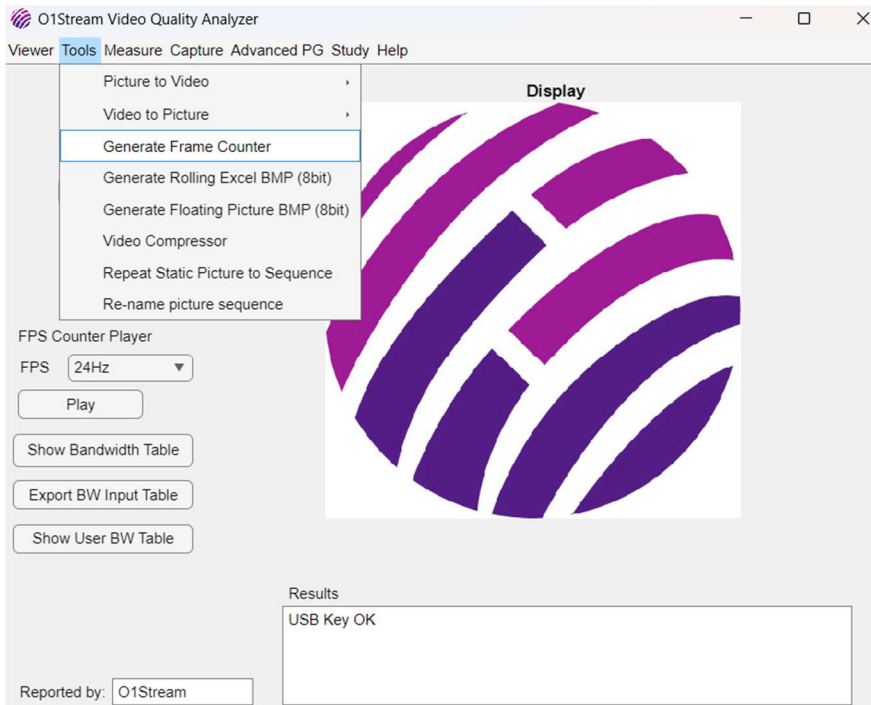 O1Stream Video Quality Analyzer
Viewer Tools Measure Capture Advanced PG Study Help
Picture to Video
Video to Picture
Generate Frame Counter
Generate Rolling Excel BMP (8bit)
Generate Floating Picture BMP (8bit)
Video Compressor
Repeat Static Picture to Sequence
Re-name picture sequence
Display
FPS Counter Player
FPS 24Hz
Play
Show Bandwidth Table
Export BW Input Table
Show User BW Table
Results
USB Key OK
Reported by: O1Stream